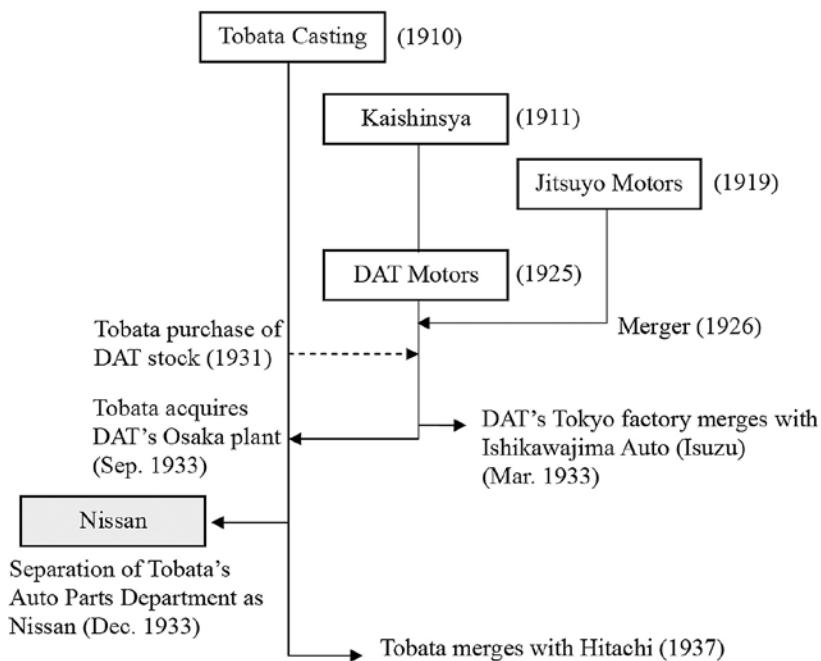 Tobata Casting (1910)
Kaishinsya (1911)
Jitsuyo Motors (1919)
DAT Motors (1925)
Merger (1926)
Tobata purchase of
DAT stock (1931)
Tobata acquires
DAT’s Osaka plant
(Sep. 1933)
DAT’s Tokyo factory merges with
Ishikawajima Auto (Isuzu)
(Mar. 1933)
Nissan
Separation of Tobata’s
Auto Parts Department as
Nissan (Dec. 1933)
Tobata merges with Hitachi (1937)